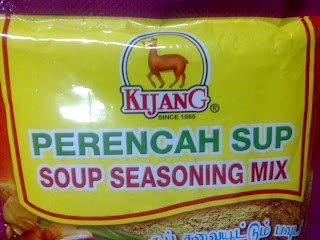 KIJANG ®
SINCE 1985
PERENCAH SUP
SOUP SEASONING MIX
சுவையூட்டும்